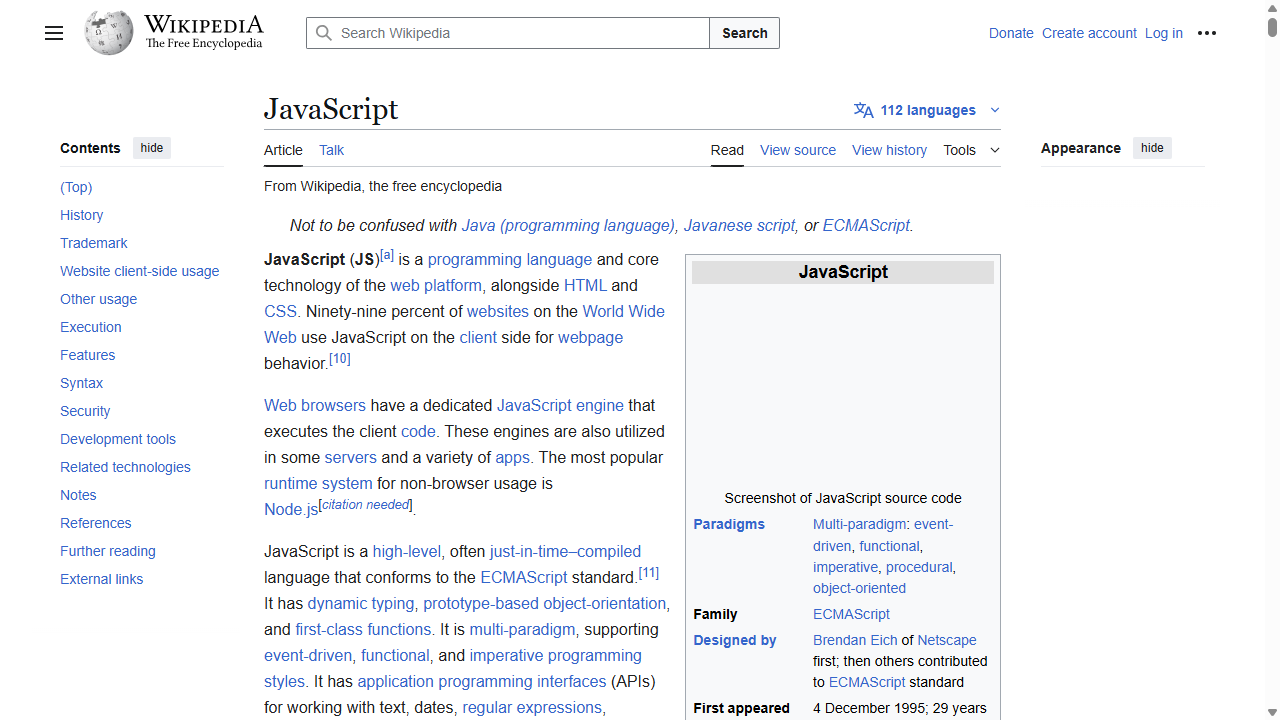 WIKIPEDIA
The Free Encyclopedia
Search Wikipedia
Search
Donate
Create account
Log in
JavaScript
112 languages
Contents
hide
Article
Talk
Read
View source
View history
Tools
Appearance
hide
(Top)
History
Trademark
Website client-side usage
Other usage
Execution
Features
Syntax
Security
Development tools
Related technologies
Notes
References
Further reading
External links
From Wikipedia, the free encyclopedia
Not to be confused with Java (programming language), Javanese script, or ECMAScript.
JavaScript (JS)[a] is a programming language and core
technology of the web platform, alongside HTML and
CSS. Ninety-nine percent of websites on the World Wide
Web use JavaScript on the client side for webpage
behavior.[10]
Web browsers have a dedicated JavaScript engine that
executes the client code. These engines are also utilized
in some servers and a variety of apps. The most popular
runtime system for non-browser usage is
Node.js[citation needed].
JavaScript is a high-level, often just-in-time–compiled
language that conforms to the ECMAScript standard.[11]
It has dynamic typing, prototype-based object-orientation,
and first-class functions. It is multi-paradigm, supporting
event-driven, functional, and imperative programming
styles. It has application programming interfaces (APIs)
for working with text, dates, regular expressions,
JavaScript
Screenshot of JavaScript source code
Paradigms
Multi-paradigm: event-
driven, functional,
imperative, procedural,
object-oriented
Family
ECMAScript
Designed by
Brendan Eich of Netscape
first; then others contributed
to ECMAScript standard
First appeared
4 December 1995; 29 years